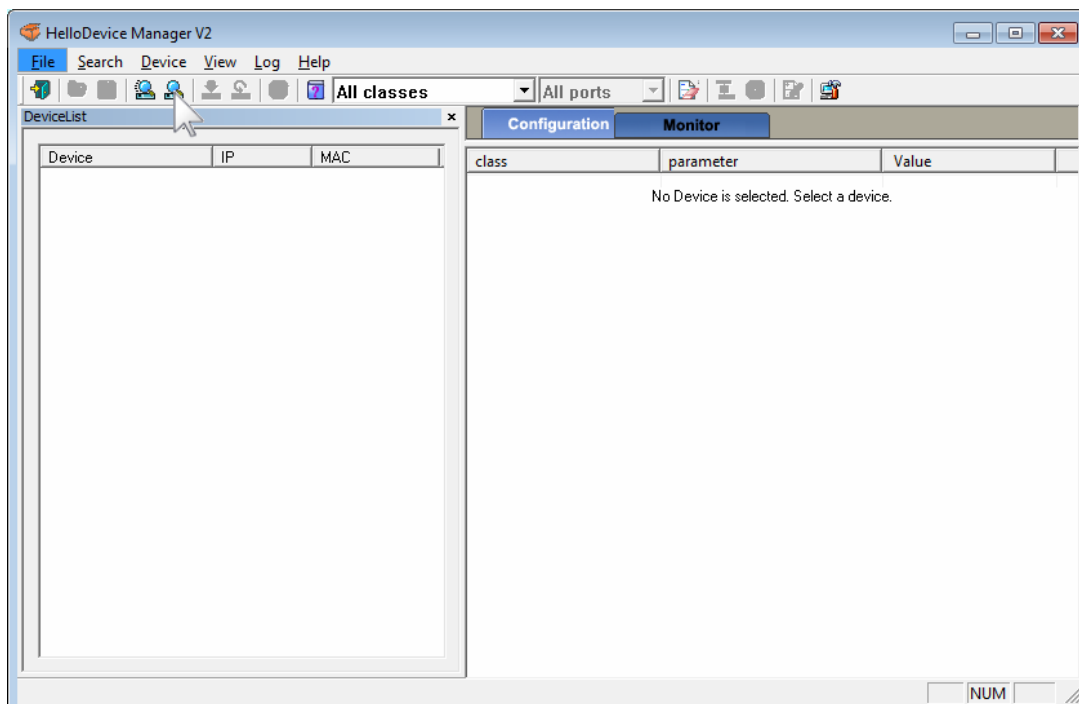 HelloDevice Manager V2
File Search Device View Log Help
? All classes All ports
DeviceList x Configuration Monitor
Device IP MAC class parameter Value
No Device is selected. Select a device.
NUM